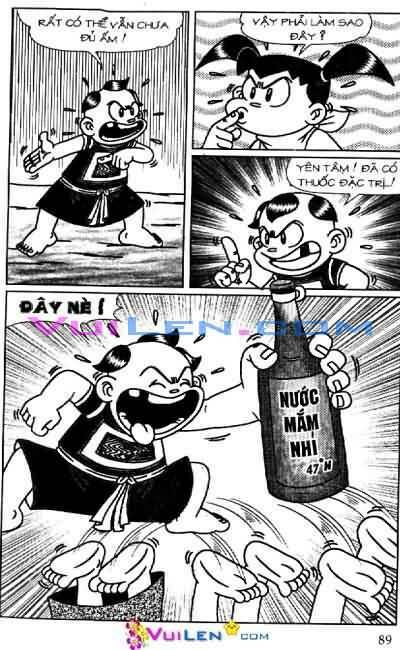 RẤT CÓ THỂ VẪN CHƯA
ĐỦ ẤM !
VẬY PHẢI LÀM SAO
ĐÂY ?
YÊN TÂM ! ĐÃ CÓ
THUỐC ĐẶC TRỊ...!
ĐÂY NÈ !
VUILEN.COM
NƯỚC
MẮM
NHỊ
47°N
89
VUILEN.COM